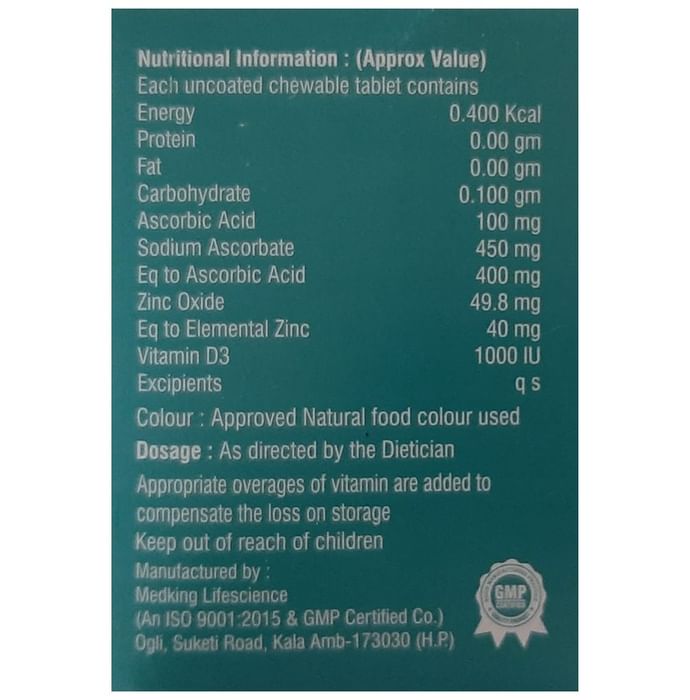 Nutritional Information : (Approx Value)
Each uncoated chewable tablet contains
Energy 0.400 Kcal
Protein 0.00 gm
Fat 0.00 gm
Carbohydrate 0.100 gm
Ascorbic Acid 100 mg
Sodium Ascorbate 450 mg
Eq to Ascorbic Acid 400 mg
Zinc Oxide 49.8 mg
Eq to Elemental Zinc 40 mg
Vitamin D3 1000 IU
Excipients q s
Colour : Approved Natural food colour used
Dosage : As directed by the Dietician
Appropriate overages of vitamin are added to
compensate the loss on storage
Keep out of reach of children
Manufactured by :
Medking Lifescience
(An ISO 9001:2015 & GMP Certified Co.)
Ogli, Suketi Road, Kala Amb-173030 (H.P.)
GMP
CERTIFIED